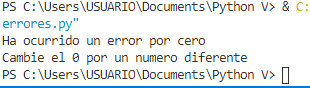 PS C:\Users\USUARIO\Documents\Python V> & C:
errores.py"
Ha ocurrido un error por cero
Cambie el 0 por un numero diferente
PS C:\Users\USUARIO\Documents\Python V>